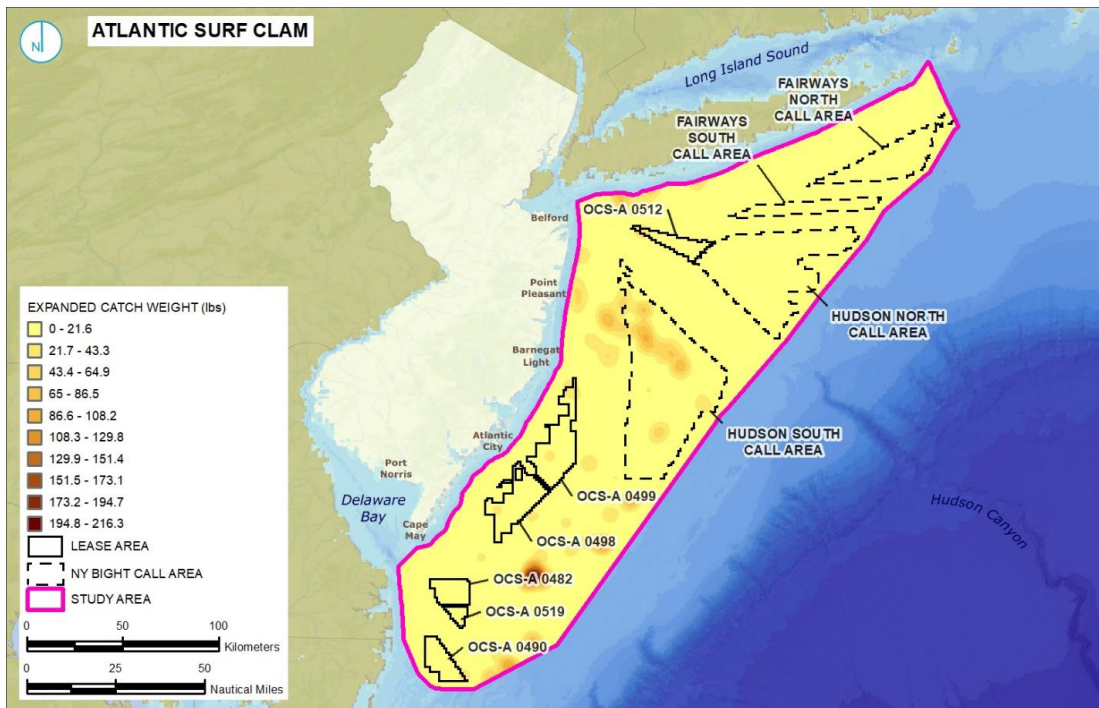 N
ATLANTIC SURF CLAM
Long Island Sound
FAIRWAYS
NORTH
CALL AREA
FAIRWAYS
SOUTH
CALL AREA
OCS-A 0512
Belford
Point
Pleasant
HUDSON NORTH
CALL AREA
Barnegat
Light
HUDSON SOUTH
CALL AREA
Atlantic
City
Port
Norris
OCS-A 0499
Delaware
Bay
Cape
May
OCS-A 0498
Hudson Canyon
OCS-A 0482
OCS-A 0519
OCS-A 0490
EXPANDED CATCH WEIGHT (lbs)
0 - 21.6
21.7 - 43.3
43.4 - 64.9
65 - 86.5
86.6 - 108.2
108.3 - 129.8
129.9 - 151.4
151.5 - 173.1
173.2 - 194.7
194.8 - 216.3
LEASE AREA
NY BIGHT CALL AREA
STUDY AREA
0 50 100
Kilometers
0 25 50
Nautical Miles